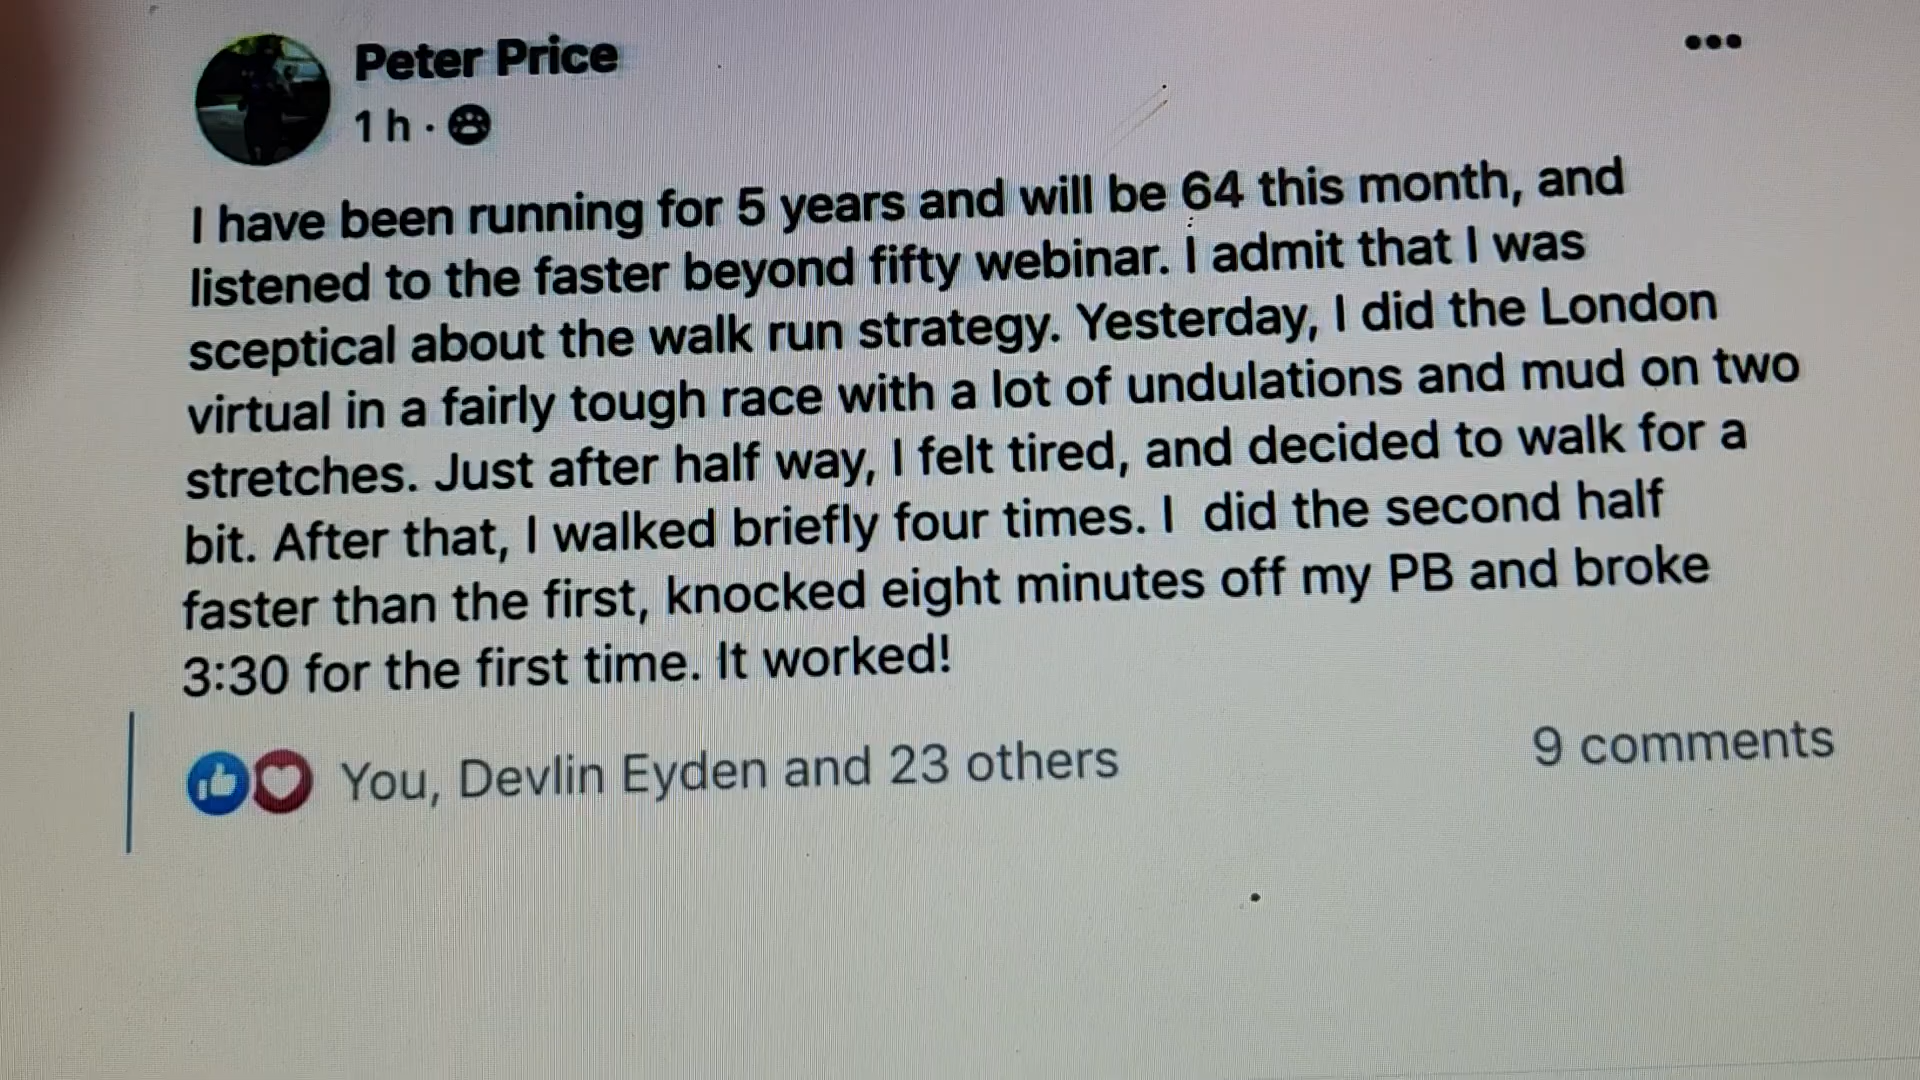 Peter Price
1 h ·
I have been running for 5 years and will be 64 this month, and
listened to the faster beyond fifty webinar. I admit that I was
sceptical about the walk run strategy. Yesterday, I did the London
virtual in a fairly tough race with a lot of undulations and mud on two
stretches. Just after half way, I felt tired, and decided to walk for a
bit. After that, I walked briefly four times. I did the second half
faster than the first, knocked eight minutes off my PB and broke
3:30 for the first time. It worked!
You, Devlin Eyden and 23 others
9 comments